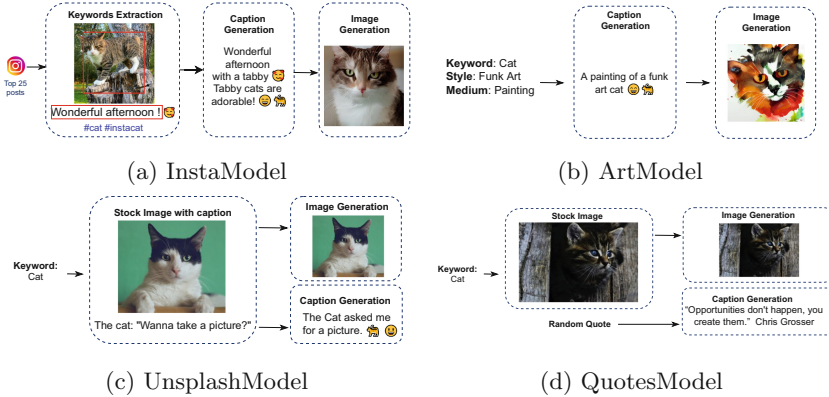 Keywords Extraction
Top 25
posts
Wonderful afternoon ! 🥰
#cat #instacat
Caption
Generation
Wonderful
afternoon
with a tabby 🥰
Tabby cats are
adorable! 😄 🐈
Image
Generation
(a) InstaModel
Keyword: Cat
Style: Funk Art
Medium: Painting
Caption
Generation
A painting of a funk
art cat 😄 🐈
Image
Generation
(b) ArtModel
Keyword:
Cat
Stock Image with caption
The cat: "Wanna take a picture?"
Image Generation
Caption Generation
The Cat asked me
for a picture. 🐈 😃
(c) UnsplashModel
Keyword:
Cat
Stock Image
Random Quote
Image Generation
Caption Generation
"Opportunities don't happen, you
create them." Chris Grosser
(d) QuotesModel